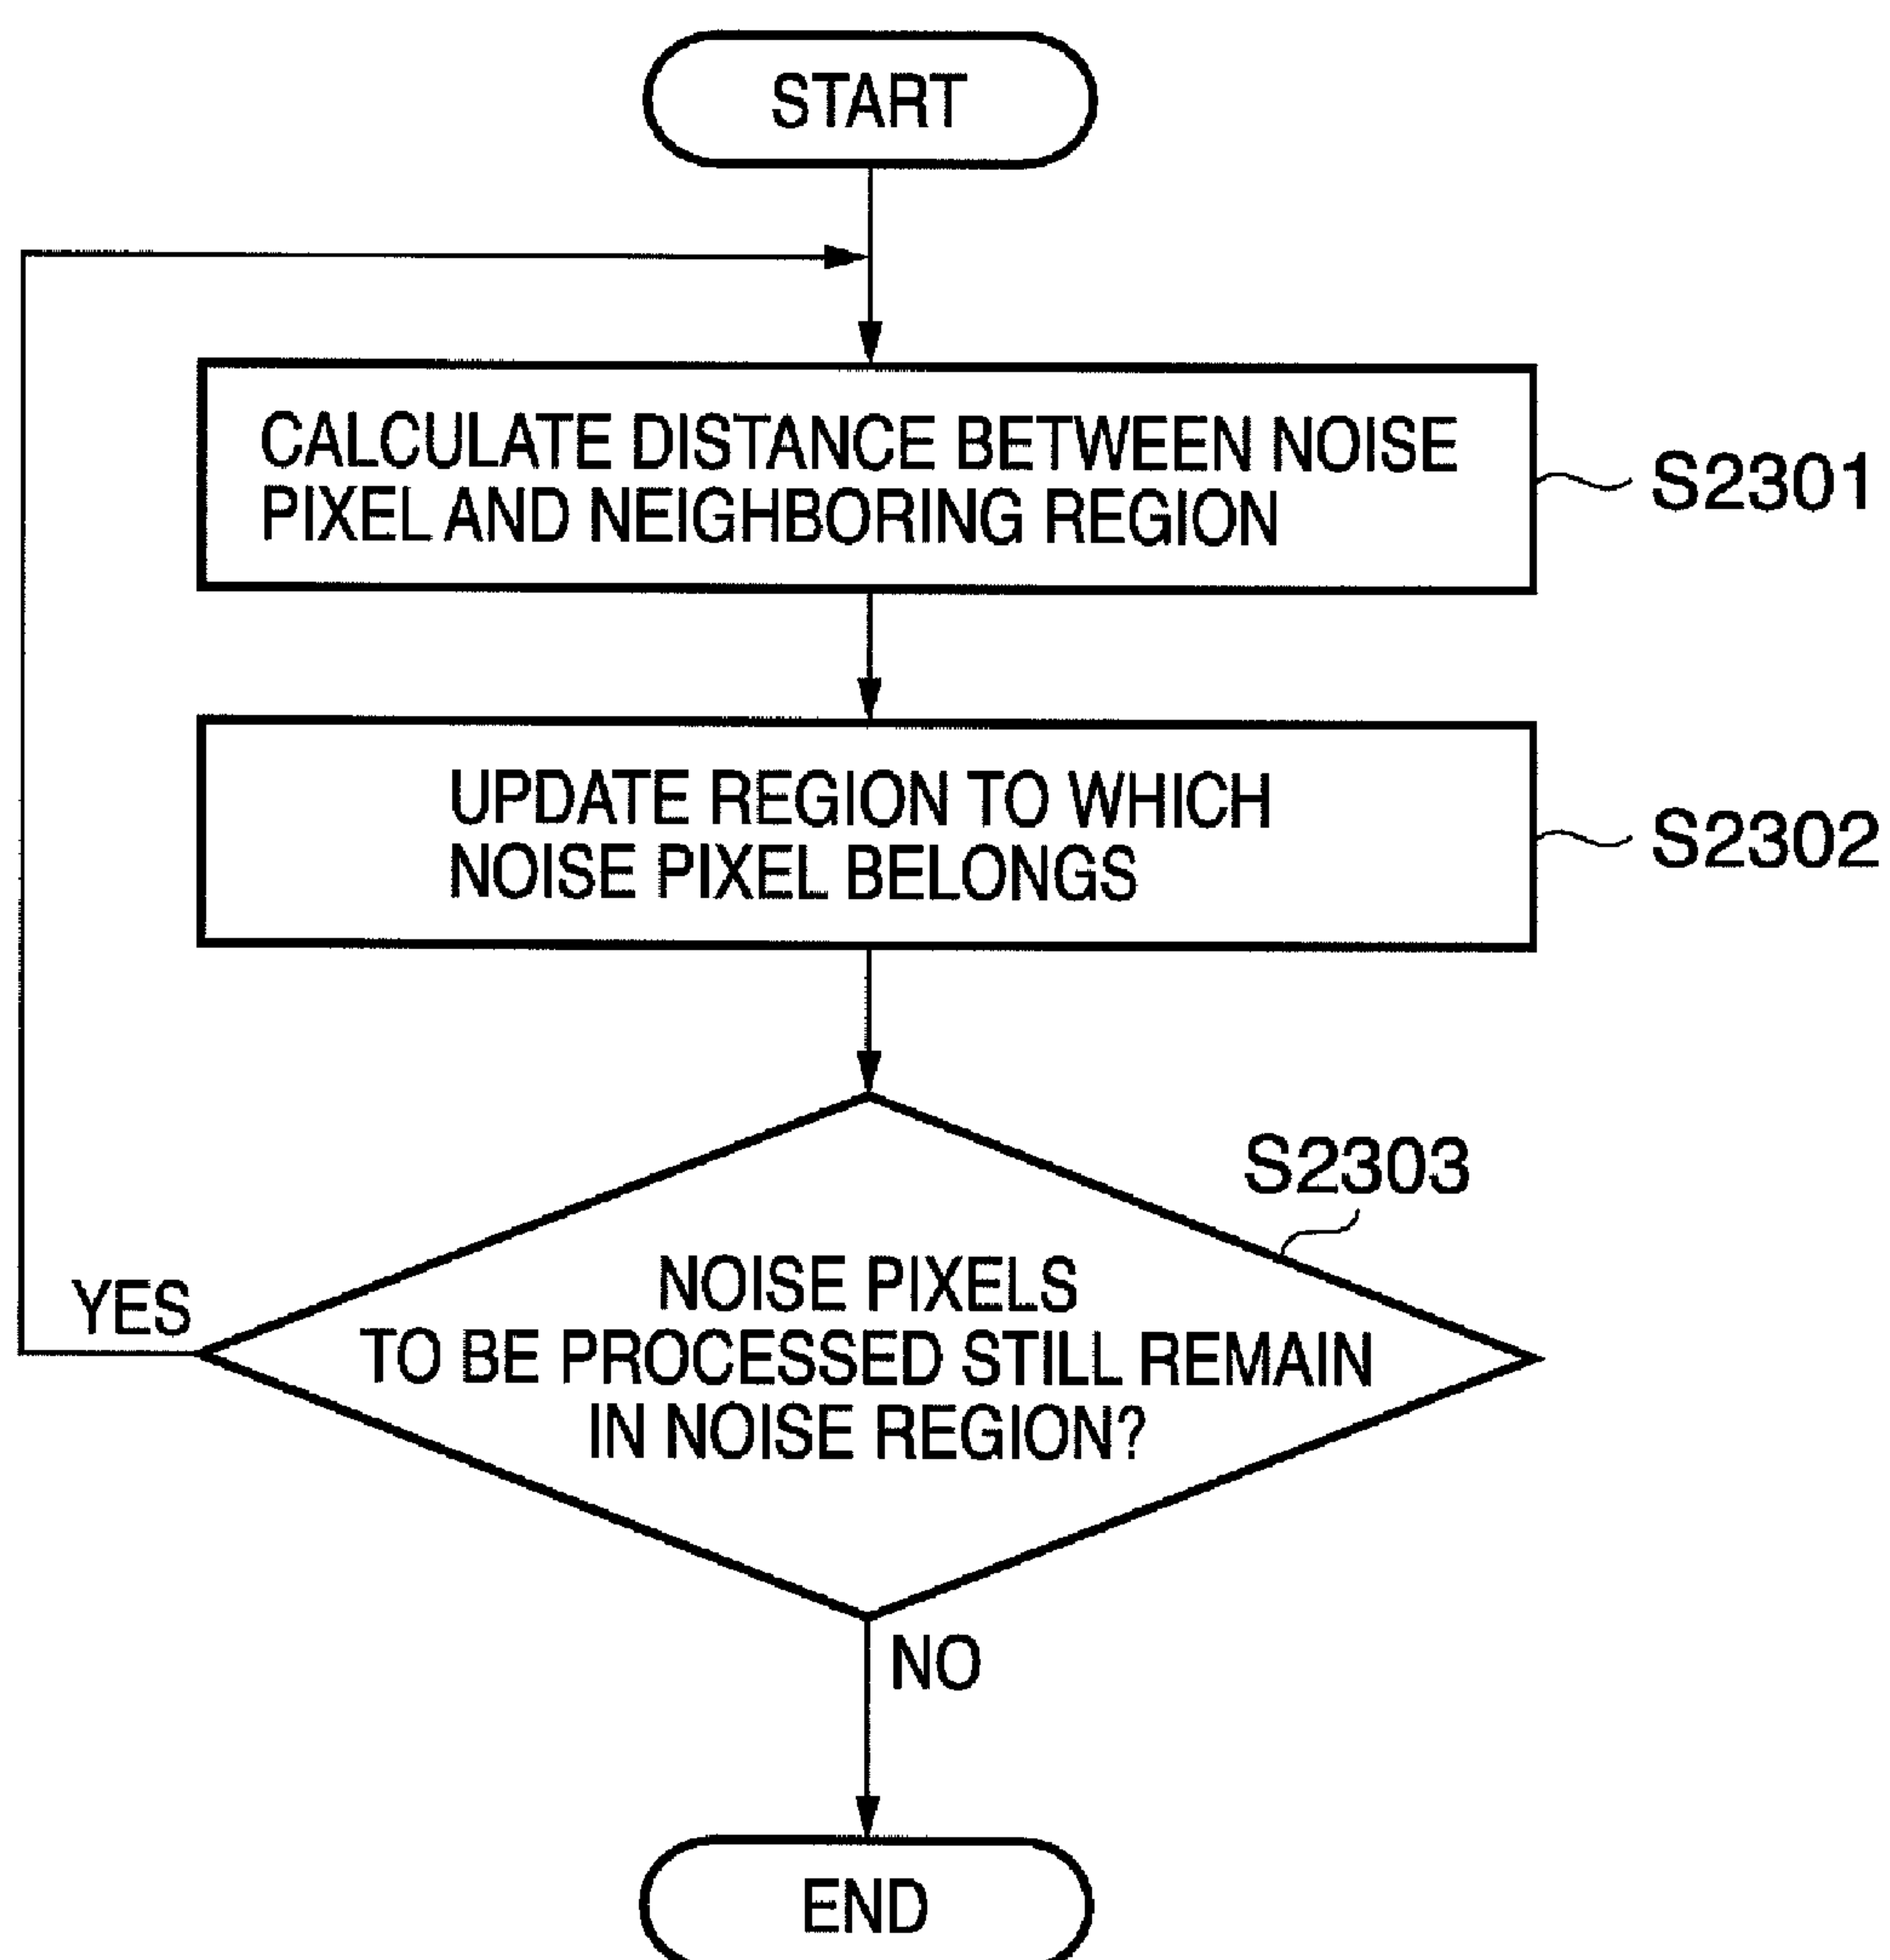 START
CALCULATE DISTANCE BETWEEN NOISE
PIXEL AND NEIGHBORING REGION
S2301
UPDATE REGION TO WHICH
NOISE PIXEL BELONGS
S2302
S2303
NOISE PIXELS
TO BE PROCESSED STILL REMAIN
IN NOISE REGION?
YES
NO
END